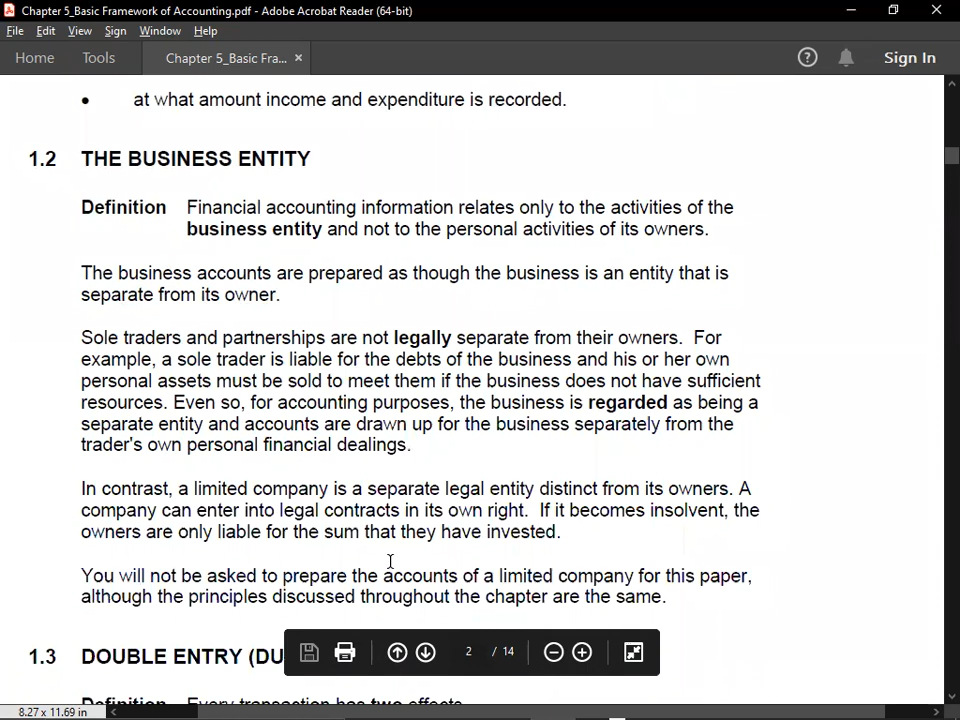 Chapter 5_Basic Framework of Accounting.pdf - Adobe Acrobat Reader (64-bit)
File Edit View Sign Window Help
Home Tools Chapter 5_Basic Fra... × ? Sign In
• at what amount income and expenditure is recorded.
1.2 THE BUSINESS ENTITY
Definition Financial accounting information relates only to the activities of the
business entity and not to the personal activities of its owners.
The business accounts are prepared as though the business is an entity that is
separate from its owner.
Sole traders and partnerships are not legally separate from their owners. For
example, a sole trader is liable for the debts of the business and his or her own
personal assets must be sold to meet them if the business does not have sufficient
resources. Even so, for accounting purposes, the business is regarded as being a
separate entity and accounts are drawn up for the business separately from the
trader's own personal financial dealings.
In contrast, a limited company is a separate legal entity distinct from its owners. A
company can enter into legal contracts in its own right. If it becomes insolvent, the
owners are only liable for the sum that they have invested.
You will not be asked to prepare the accounts of a limited company for this paper,
although the principles discussed throughout the chapter are the same.
2 / 14
1.3 DOUBLE ENTRY (DU
Definition Every transaction has two effects
8.27 x 11.69 in